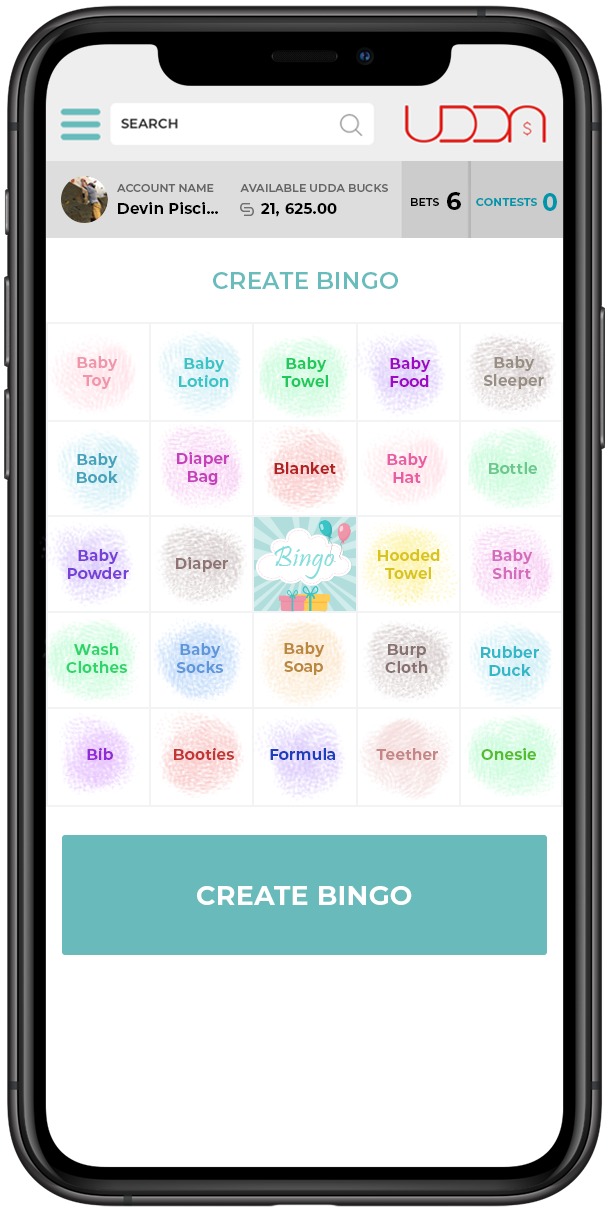 SEARCH
UDDA $
ACCOUNT NAME
Devin Pisci...
AVAILABLE UDDA BUCKS
21, 625.00
BETS 6
CONTESTS 0
CREATE BINGO
Baby
Toy
Baby
Lotion
Baby
Towel
Baby
Food
Baby
Sleeper
Baby
Book
Diaper
Bag
Blanket
Baby
Hat
Bottle
Baby
Powder
Diaper
Bingo
Hooded
Towel
Baby
Shirt
Wash
Clothes
Baby
Socks
Baby
Soap
Burp
Cloth
Rubber
Duck
Bib
Booties
Formula
Teether
Onesie
CREATE BINGO